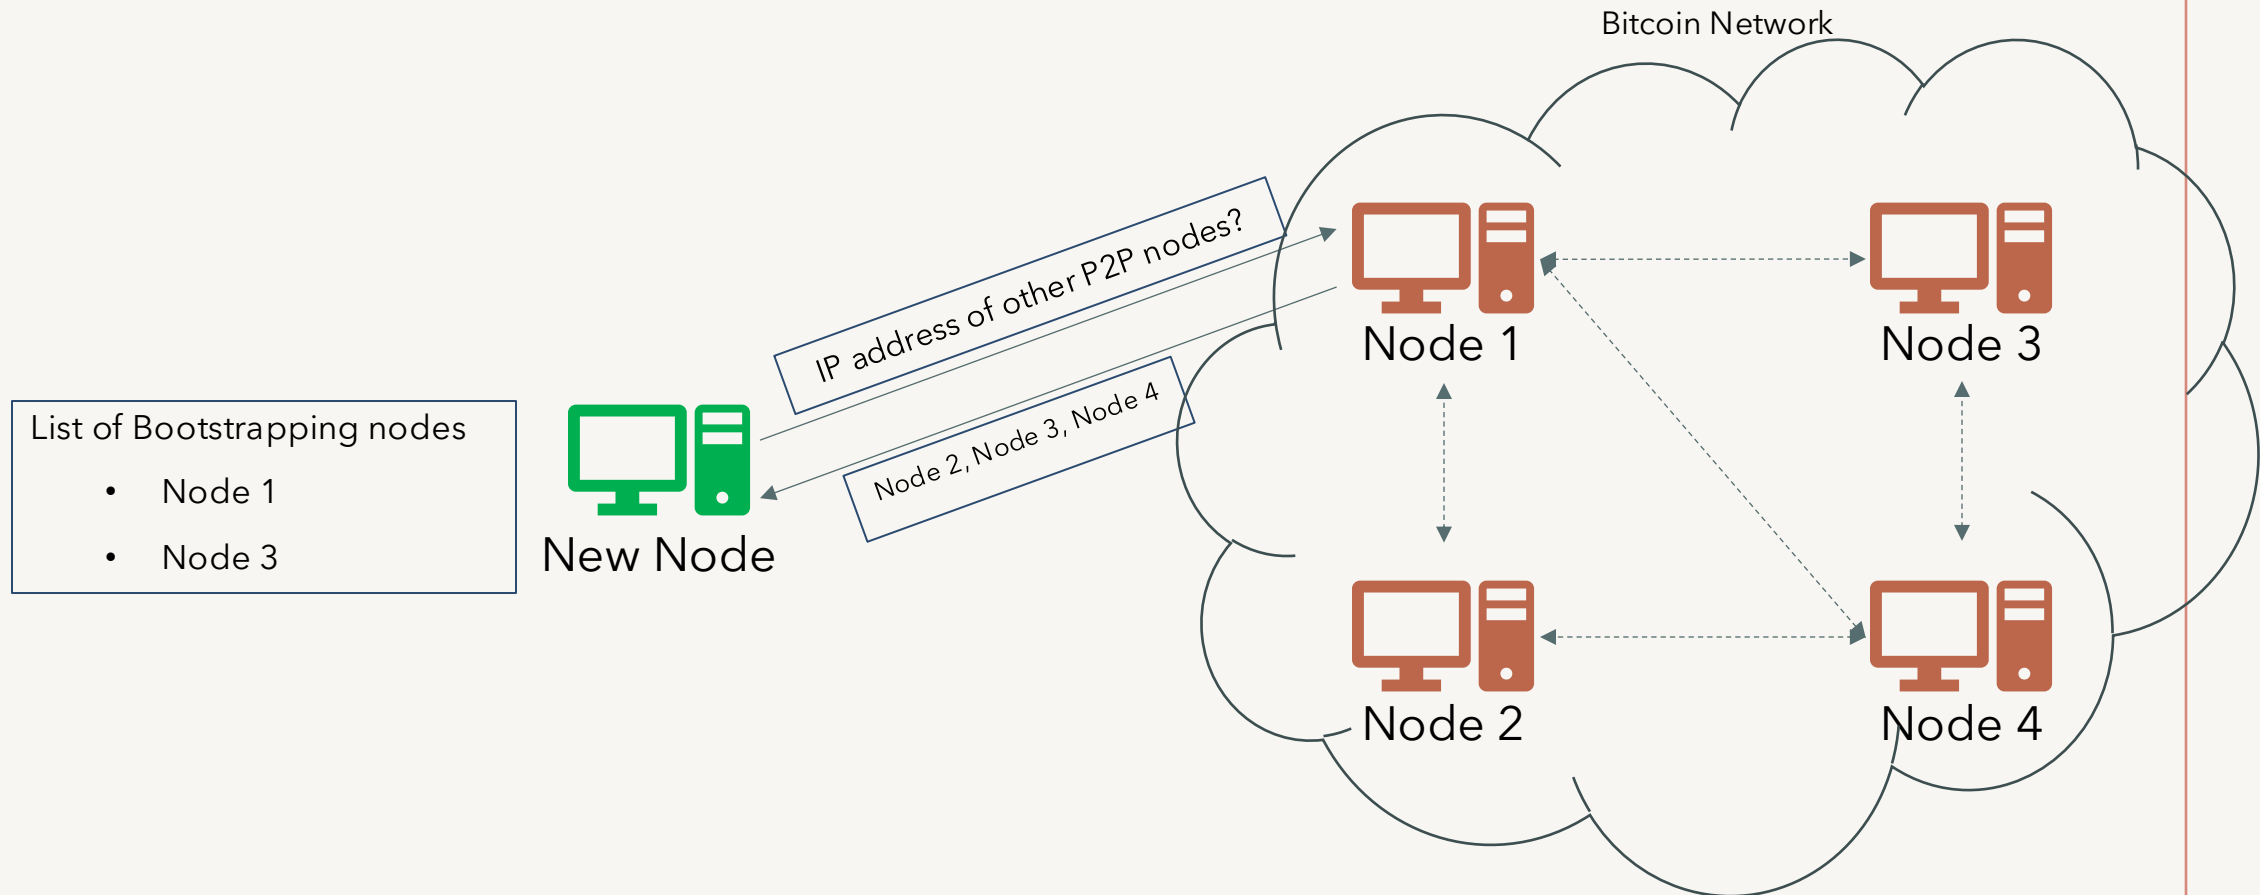 Bitcoin Network
IP address of other P2P nodes?
Node 1
Node 3
Node 2, Node 3, Node 4
List of Bootstrapping nodes
• Node 1
• Node 3
New Node
Node 2
Node 4